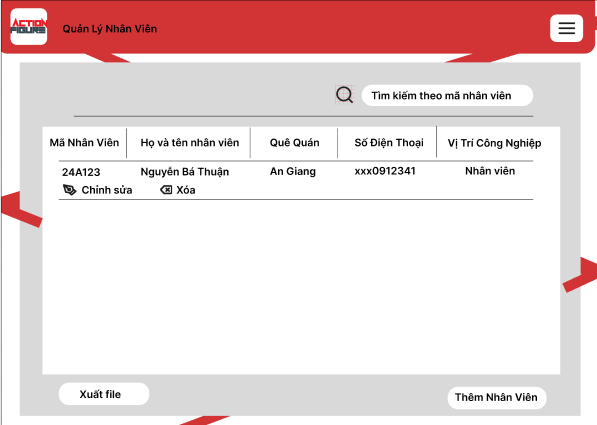 ACTION
FIGURE
Quản Lý Nhân Viên
Tìm kiếm theo mã nhân viên
Mã Nhân Viên Họ và tên nhân viên Quê Quán Số Điện Thoại Vị Trí Công Nghiệp
24A123 Nguyễn Bá Thuận An Giang xxx0912341 Nhân viên
Chỉnh sửa Xóa
Xuất file Thêm Nhân Viên